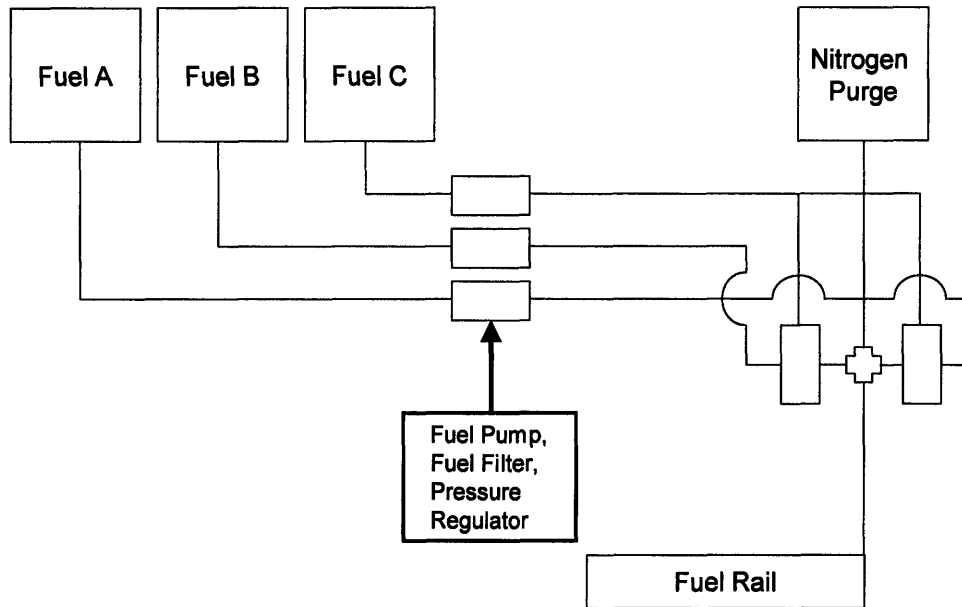 Fuel A
Fuel B
Fuel C
Nitrogen
Purge
Fuel Pump,
Fuel Filter,
Pressure
Regulator
Fuel Rail